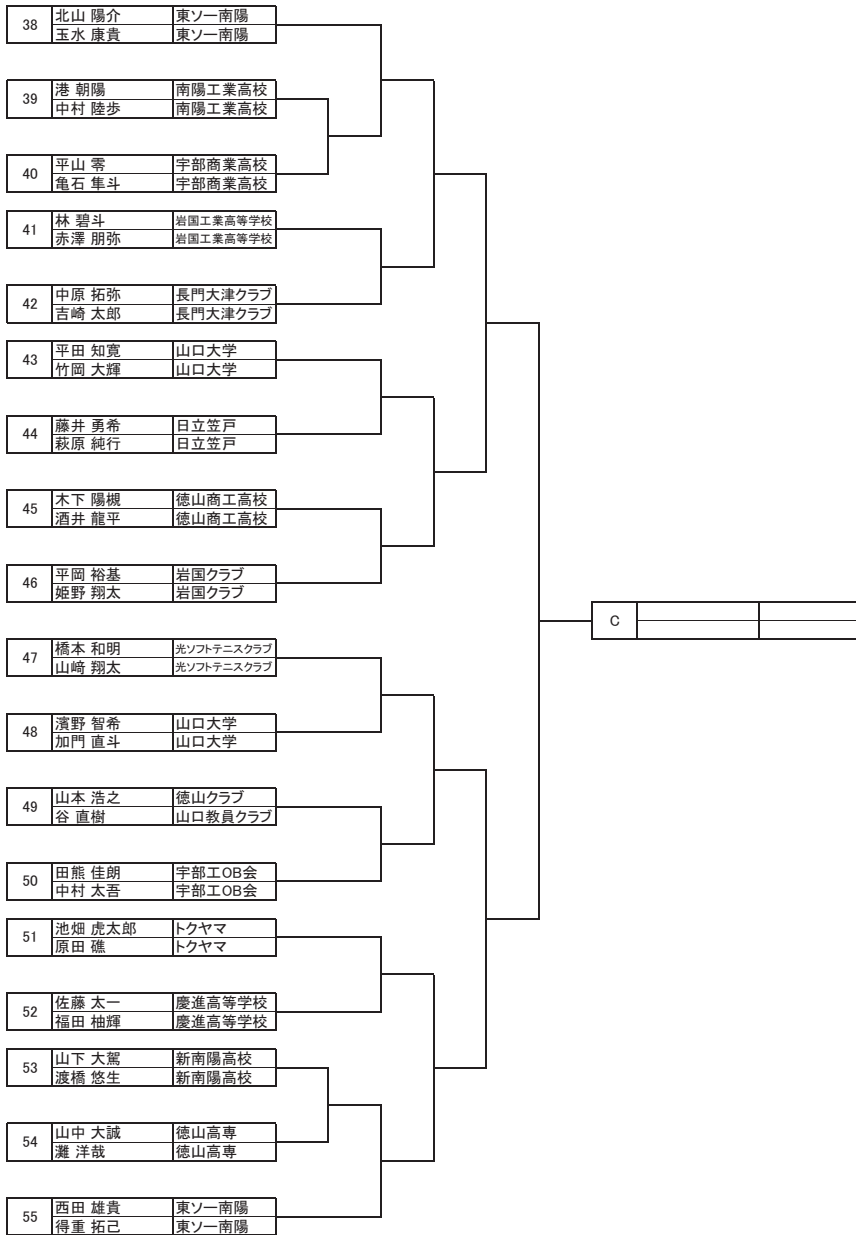 38 北山 陽介 東ソー南陽
玉水 康貴 東ソー南陽
39 港 朝陽 南陽工業高校
中村 陸歩 南陽工業高校
40 平山 零 宇部商業高校
亀石 隼斗 宇部商業高校
41 林 碧斗 岩国工業高等学校
赤澤 朋弥 岩国工業高等学校
42 中原 拓弥 長門大津クラブ
吉崎 太郎 長門大津クラブ
43 平田 知寛 山口大学
竹岡 大輝 山口大学
44 藤井 勇希 日立笠戸
萩原 純行 日立笠戸
45 木下 陽槻 徳山商工高校
酒井 龍平 徳山商工高校
46 平岡 裕基 岩国クラブ
姫野 翔太 岩国クラブ
C
47 橋本 和明 光ソフトテニスクラブ
山﨑 翔太 光ソフトテニスクラブ
48 濱野 智希 山口大学
加門 直斗 山口大学
49 山本 浩之 徳山クラブ
谷 直樹 山口教員クラブ
50 田熊 佳朗 宇部工OB会
中村 太吾 宇部工OB会
51 池畑 虎太郎 トクヤマ
原田 礁 トクヤマ
52 佐藤 太一 慶進高等学校
福田 柚輝 慶進高等学校
53 山下 大駕 新南陽高校
渡橋 悠生 新南陽高校
54 山中 大誠 徳山高専
灘 洋哉 徳山高専
55 西田 雄貴 東ソー南陽
得重 拓己 東ソー南陽